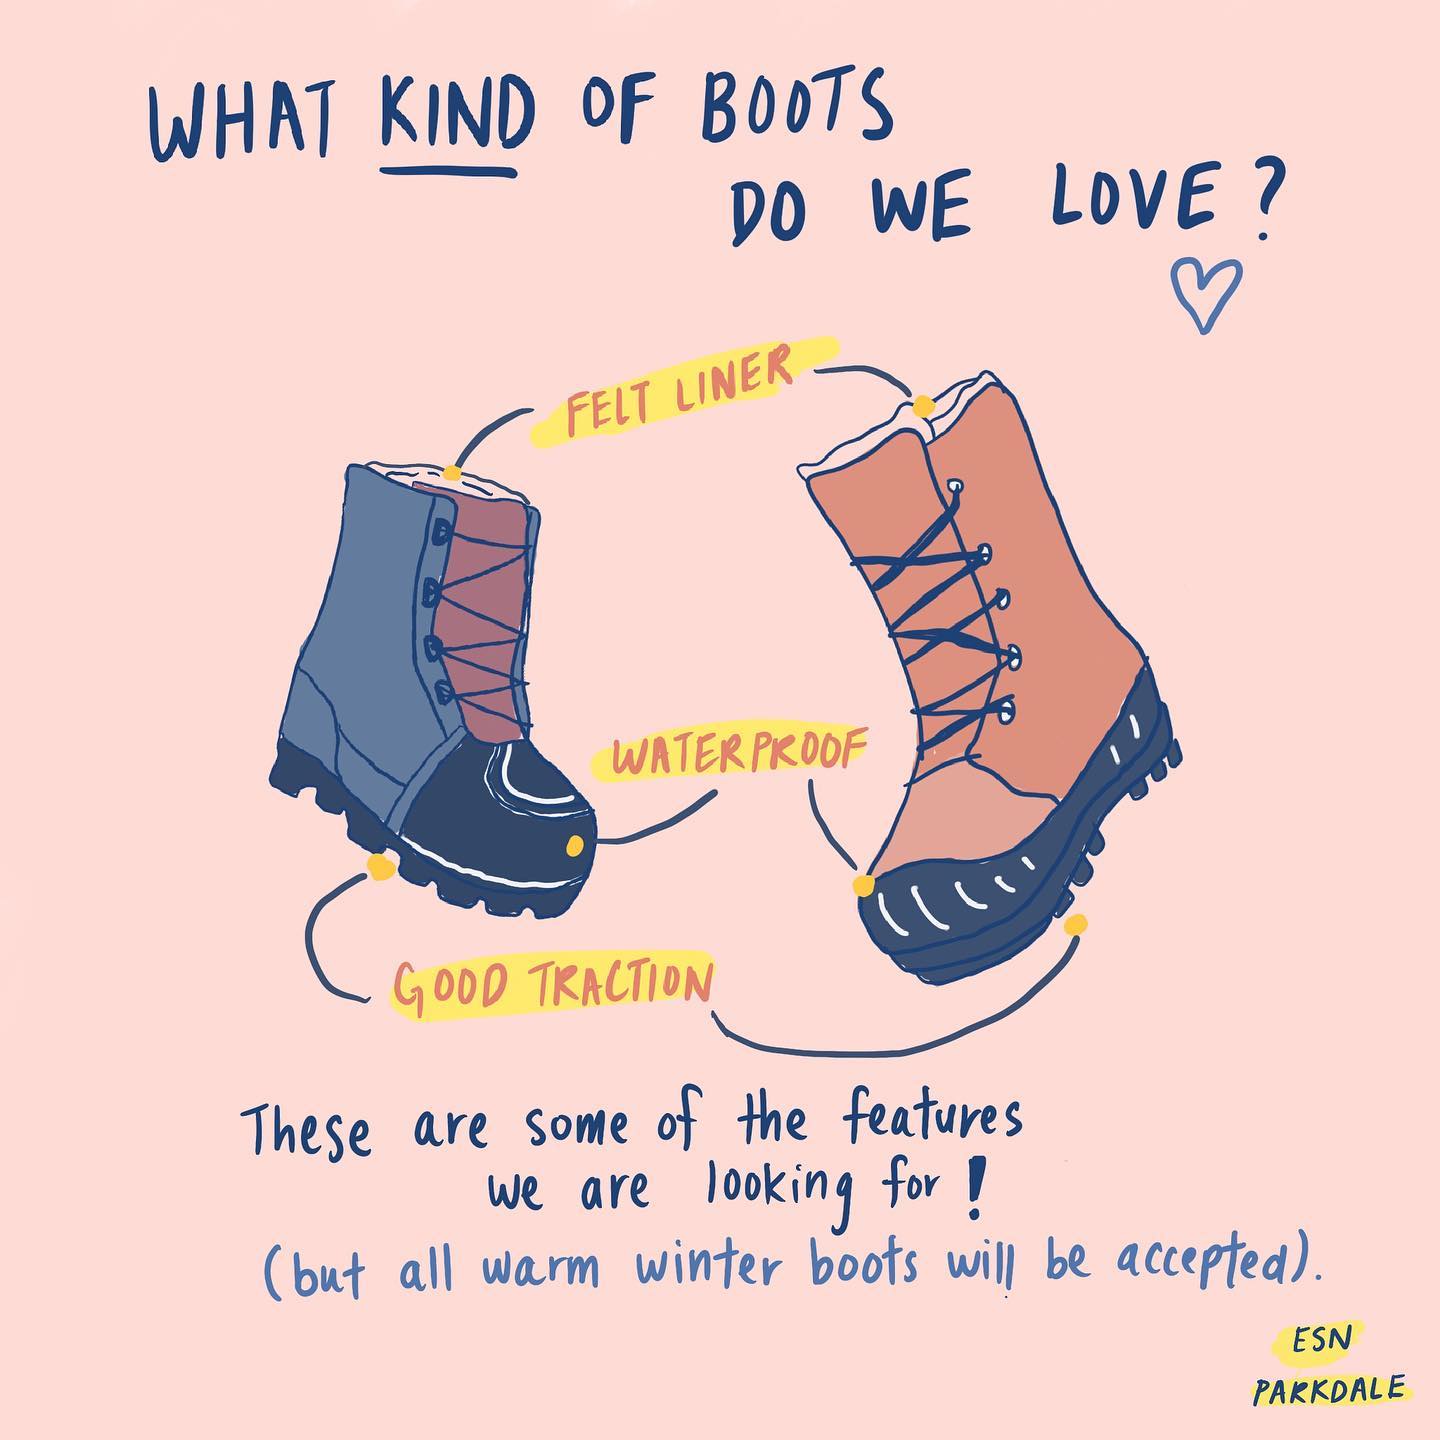 WHAT KIND OF BOOTS
DO WE LOVE?
FELT LINER
WATERPROOF
GOOD TRACTION
These are some of the features
we are looking for!
(but all warm winter boots will be accepted).
ESN
PARKDALE